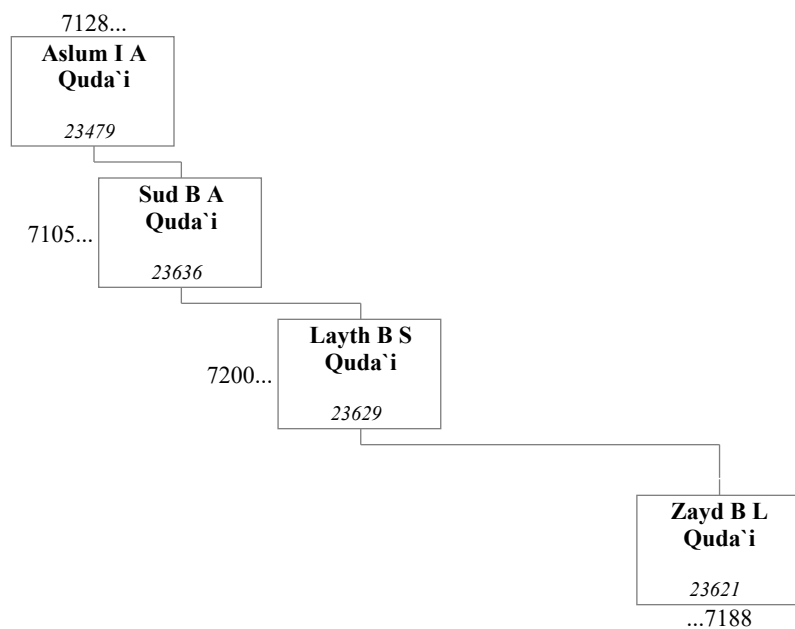 7128...
Aslum I A
Quda`i
23479
Sud B A
Quda`i
7105...
23636
Layth B S
Quda`i
7200...
23629
Zayd B L
Quda`i
23621
...7188